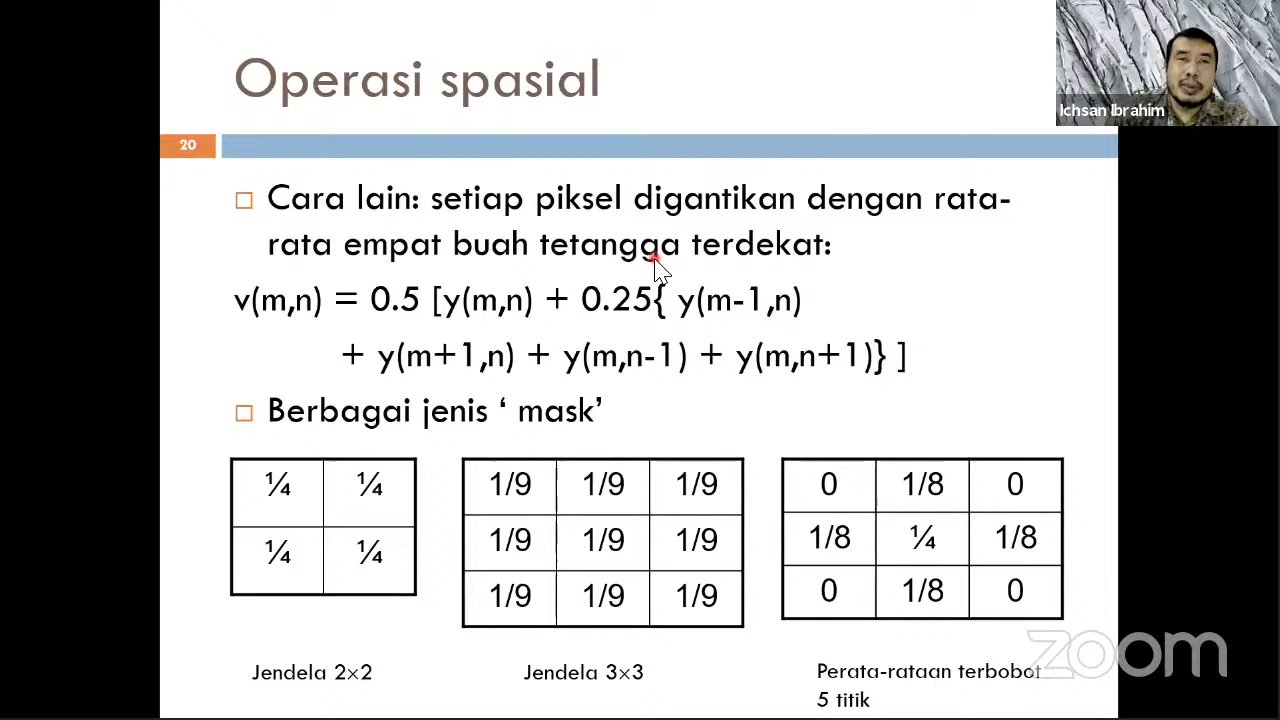 Operasi spasial
Ichsan Ibrahim
20
Cara lain: setiap piksel digantikan dengan rata-
rata empat buah tetangga terdekat:
v(m,n) = 0.5 [y(m,n) + 0.25{ y(m-1,n)
+ y(m+1,n) + y(m,n-1) + y(m,n+1)} ]
Berbagai jenis ‘ mask’
¼ ¼
¼ ¼
1/9 1/9 1/9
1/9 1/9 1/9
1/9 1/9 1/9
0 1/8 0
1/8 ¼ 1/8
0 1/8 0
Jendela 2×2
Jendela 3×3
Perata-rataan terbobot
5 titik
zoom